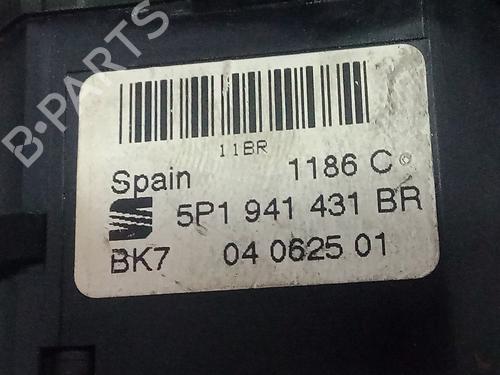 B-PARTS
11BR
Spain 1186 C
5P1 941 431 BR
BK7 04 0625 01